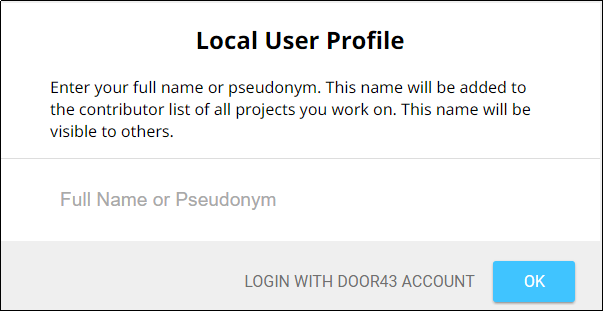 Local User Profile
Enter your full name or pseudonym. This name will be added to
the contributor list of all projects you work on. This name will be
visible to others.
Full Name or Pseudonym
LOGIN WITH DOOR43 ACCOUNT OK